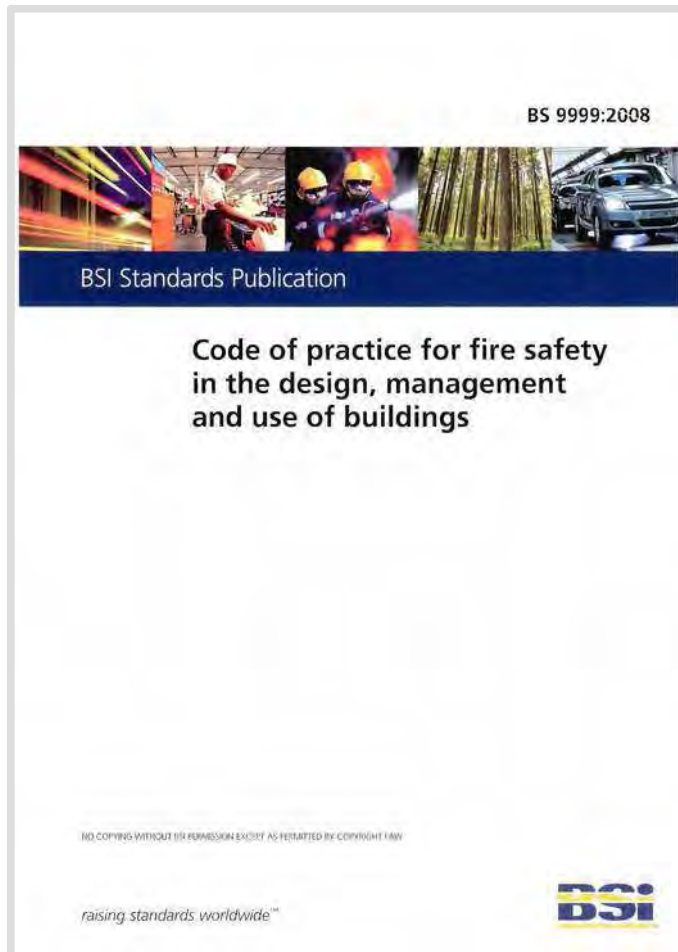 BS 9999:2008
BSI Standards Publication
Code of practice for fire safety
in the design, management
and use of buildings
NO COPYING WITHOUT BSI PERMISSION EXCEPT AS PERMITTED BY COPYRIGHT LAW
raising standards worldwide™
BSi